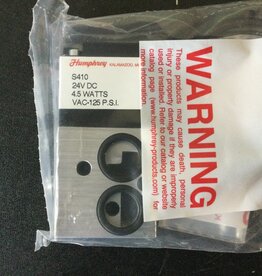 Humphrey KALAMAZOO, MI
S410
24V DC
4.5 WATTS
VAC-125 P.S.I.
WARNING
These products may cause death, personal
injury or property damage if they are improperly
used or installed. Refer to our catalog or
catalog page (www.humphrey-products.com) for
more information.